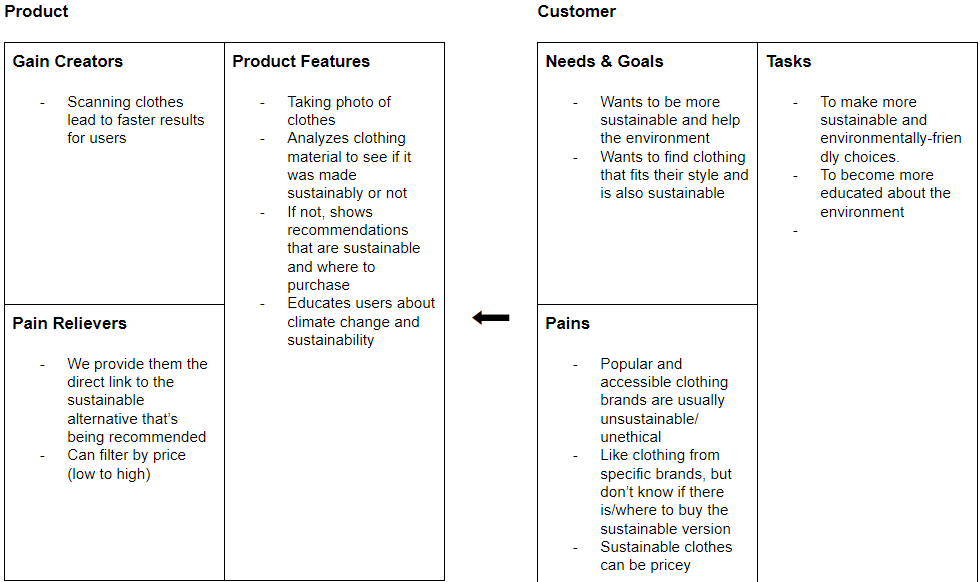 Product
Gain Creators
- Scanning clothes
lead to faster results
for users
Product Features
- Taking photo of
clothes
- Analyzes clothing
material to see if it
was made
sustainably or not
- If not, shows
recommendations
that are sustainable
and where to
purchase
- Educates users about
climate change and
sustainability
Pain Relievers
- We provide them the
direct link to the
sustainable
alternative that's
being recommended
- Can filter by price
(low to high)
Customer
Needs & Goals
- Wants to be more
sustainable and help
the environment
- Wants to find clothing
that fits their style and
is also sustainable
Tasks
- To make more
sustainable and
environmentally-frien
dly choices.
- To become more
educated about the
environment
-
Pains
- Popular and
accessible clothing
brands are usually
unsustainable/
unethical
- Like clothing from
specific brands, but
don't know if there
is/where to buy the
sustainable version
- Sustainable clothes
can be pricey